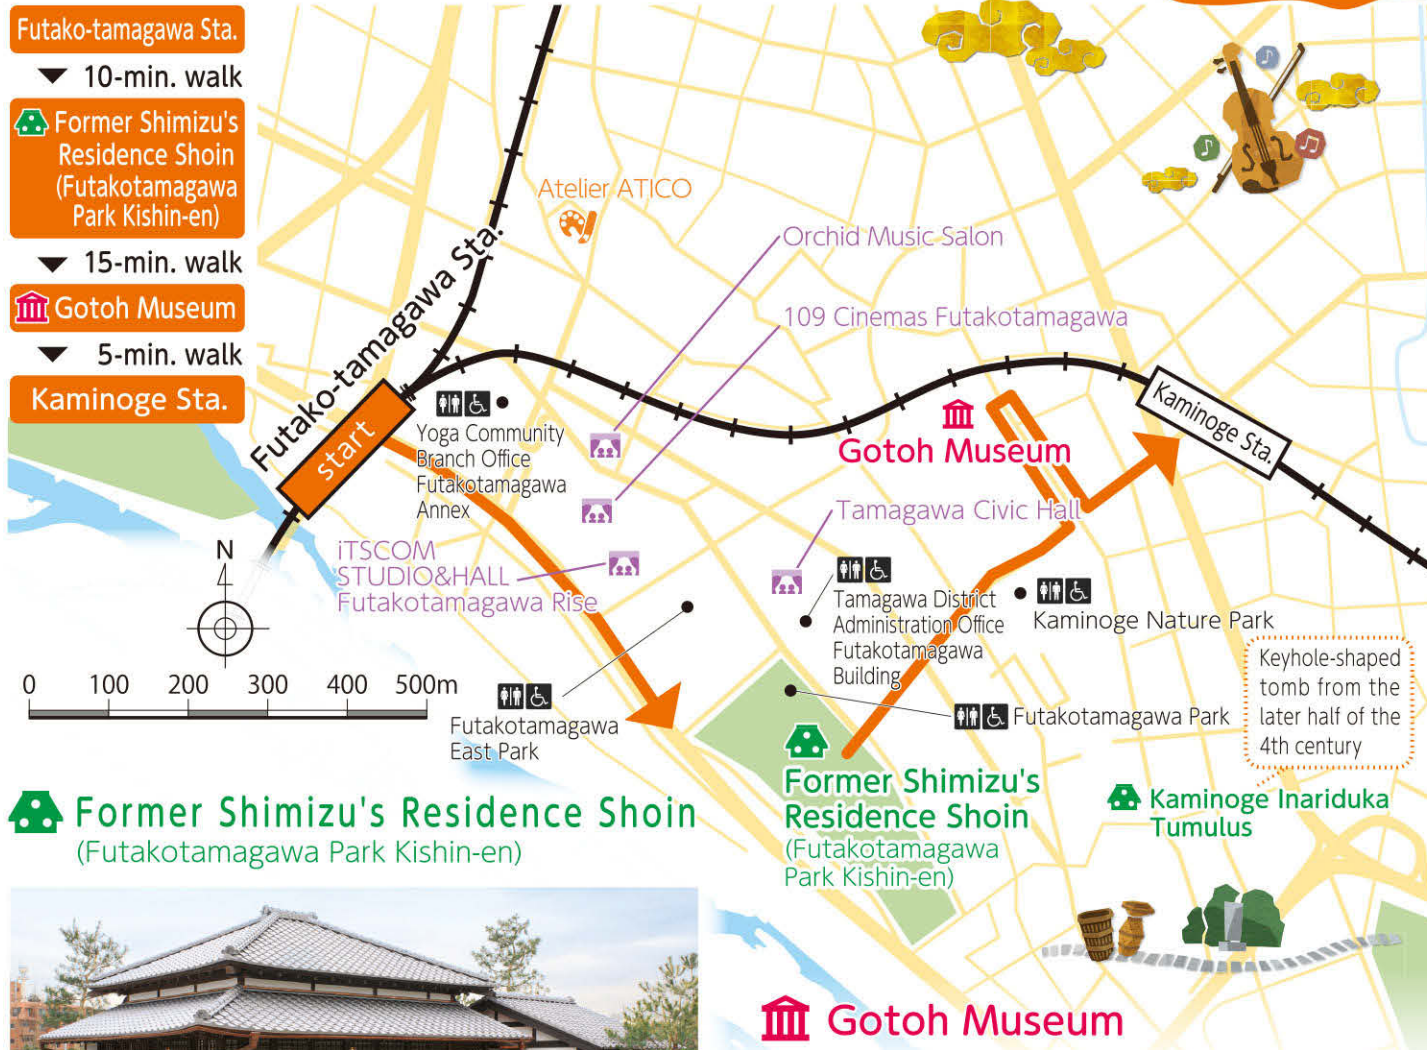 Futako-tamagawa Sta.
10-min. walk
Former Shimizu's
Residence Shoin
(Futakotamagawa
Park Kishin-en)
15-min. walk
Gotoh Museum
5-min. walk
Kaminoge Sta.
Atelier ATICO
Orchid Music Salon
109 Cinemas Futakotamagawa
Futako-tamagawa Sta.
start
Yoga Community
Branch Office
Futakotamagawa
Annex
Gotoh Museum
Kaminoge Sta.
Tamagawa Civic Hall
iTSCOM
STUDIO&HALL
Futakotamagawa Rise
N
0 100 200 300 400 500m
Tamagawa District
Administration Office
Futakotamagawa
Building
Kaminoge Nature Park
Futakotamagawa
East Park
Futakotamagawa Park
Keyhole-shaped
tomb from the
later half of the
4th century
Former Shimizu's
Residence Shoin
(Futakotamagawa
Park Kishin-en)
Kaminoge Inariduka
Tumulus
Former Shimizu's Residence Shoin
(Futakotamagawa Park Kishin-en)
Gotoh Museum